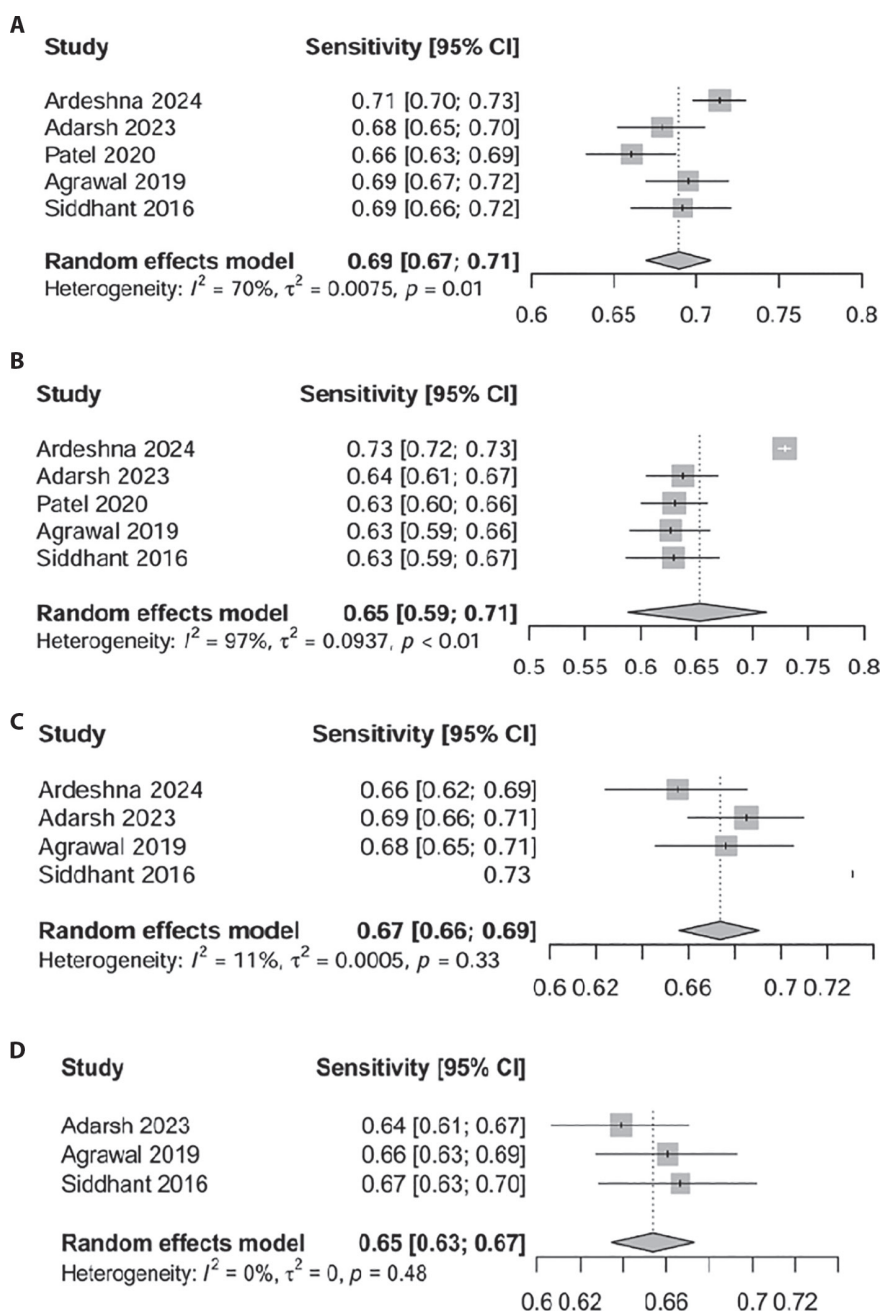 A
Study Sensitivity [95% CI]
Ardeshna 2024 0.71 [0.70; 0.73]
Adarsh 2023 0.68 [0.65; 0.70]
Patel 2020 0.66 [0.63; 0.69]
Agrawal 2019 0.69 [0.67; 0.72]
Siddhant 2016 0.69 [0.66; 0.72]
Random effects model 0.69 [0.67; 0.71]
Heterogeneity: I² = 70%, τ² = 0.0075, p = 0.01
0.6 0.65 0.7 0.75 0.8
B
Study Sensitivity [95% CI]
Ardeshna 2024 0.73 [0.72; 0.73]
Adarsh 2023 0.64 [0.61; 0.67]
Patel 2020 0.63 [0.60; 0.66]
Agrawal 2019 0.63 [0.59; 0.66]
Siddhant 2016 0.63 [0.59; 0.67]
Random effects model 0.65 [0.59; 0.71]
Heterogeneity: I² = 97%, τ² = 0.0937, p < 0.01
0.5 0.55 0.6 0.65 0.7 0.75 0.8
C
Study Sensitivity [95% CI]
Ardeshna 2024 0.66 [0.62; 0.69]
Adarsh 2023 0.69 [0.66; 0.71]
Agrawal 2019 0.68 [0.65; 0.71]
Siddhant 2016 0.73
Random effects model 0.67 [0.66; 0.69]
Heterogeneity: I² = 11%, τ² = 0.0005, p = 0.33
0.6 0.62 0.66 0.7 0.72
D
Study Sensitivity [95% CI]
Adarsh 2023 0.64 [0.61; 0.67]
Agrawal 2019 0.66 [0.63; 0.69]
Siddhant 2016 0.67 [0.63; 0.70]
Random effects model 0.65 [0.63; 0.67]
Heterogeneity: I² = 0%, τ² = 0, p = 0.48
0.6 0.62 0.66 0.7 0.72